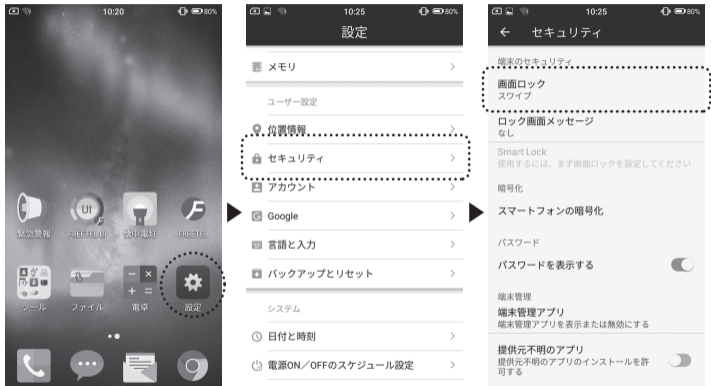 10:20
80%
緊急警報
UI
FREETEL UI
懐中電灯
FREETEL
ツール
ファイル
電卓
設定
10:25
80%
設定
メモリ
ユーザー設定
位置情報
セキュリティ
アカウント
Google
言語と入力
バックアップとリセット
システム
日付と時刻
電源ON/OFFのスケジュール設定
10:25
80%
セキュリティ
端末のセキュリティ
画面ロック
スワイプ
ロック画面メッセージ
なし
Smart Lock
使用するには、まず画面ロックを設定してください
暗号化
スマートフォンの暗号化
パスワード
パスワードを表示する
端末管理
端末管理アプリ
端末管理アプリを表示または無効にする
提供元不明のアプリ
提供元不明のアプリのインストールを許
可する